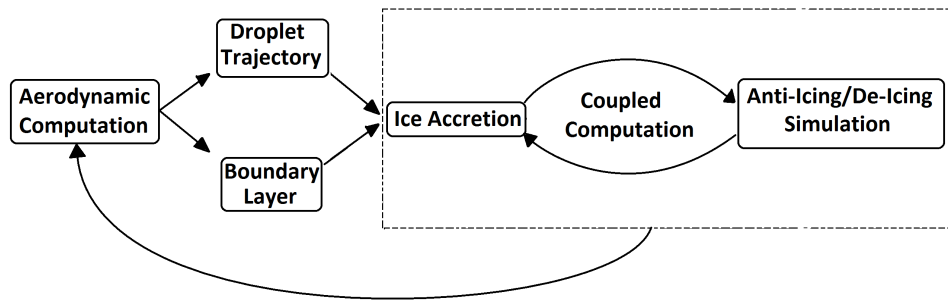 Droplet
Trajectory
Aerodynamic
Computation
Boundary
Layer
Ice Accretion
Coupled
Computation
Anti-Icing/De-Icing
Simulation